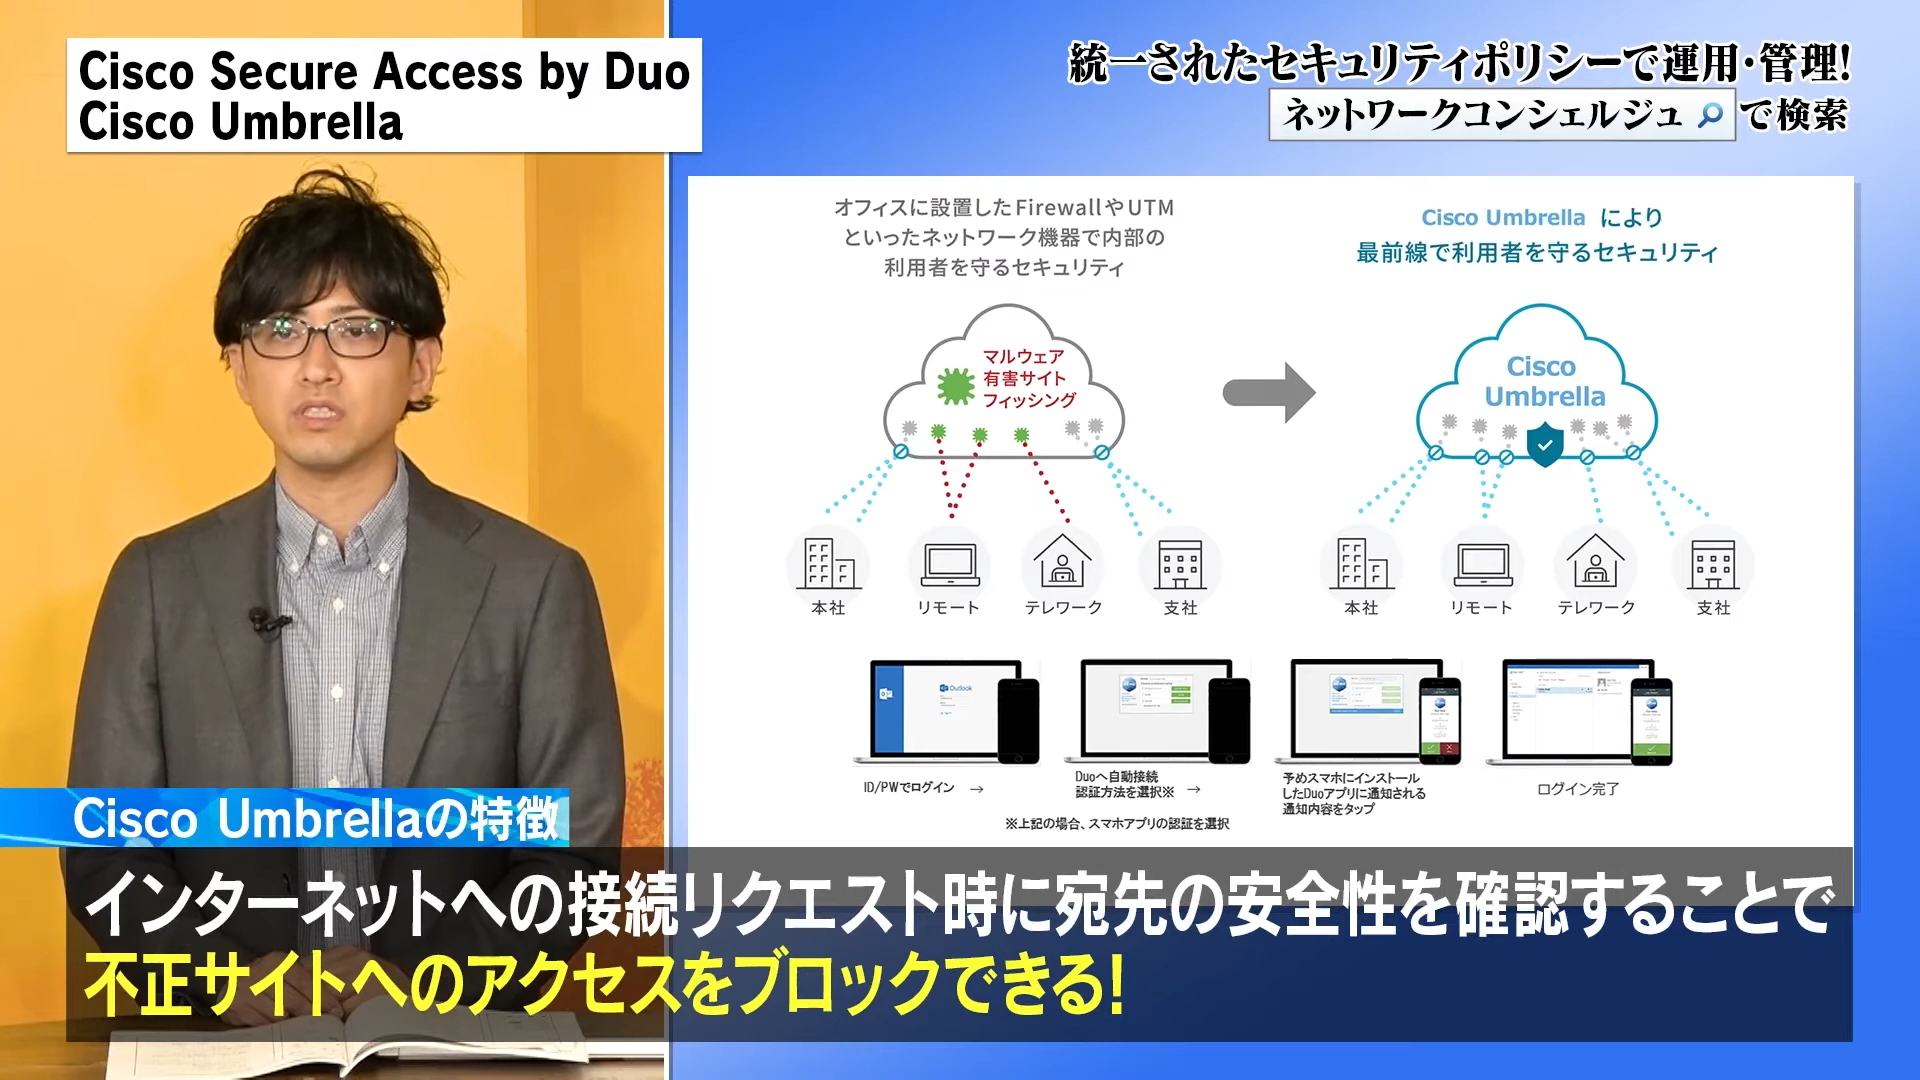 Cisco Secure Access by Duo
Cisco Umbrella
統一されたセキュリティポリシーで運用・管理!
ネットワークコンシェルジュ で検索
オフィスに設置したFirewallやUTM
といったネットワーク機器で内部の
利用者を守るセキュリティ
Cisco Umbrella により
最前線で利用者を守るセキュリティ
マルウェア
有害サイト
フィッシング
Cisco
Umbrella
本社
リモート
テレワーク
支社
本社
リモート
テレワーク
支社
Outlook
ID/PWでログイン →
Duoへ自動接続
認証方法を選択※ →
予めスマホにインストール
したDuoアプリに通知される
通知内容をタップ
ログイン完了
※上記の場合、スマホアプリの認証を選択
Cisco Umbrellaの特徴
インターネットへの接続リクエスト時に宛先の安全性を確認することで
不正サイトへのアクセスをブロックできる!